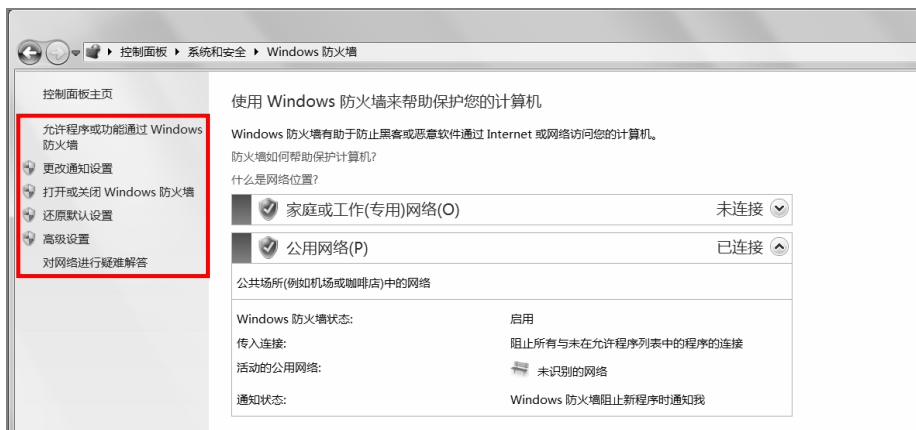 控制面板 ▸ 系统和安全 ▸ Windows 防火墙
控制面板主页
允许程序或功能通过 Windows
防火墙
更改通知设置
打开或关闭 Windows 防火墙
还原默认设置
高级设置
对网络进行疑难解答
使用 Windows 防火墙来帮助保护您的计算机
Windows 防火墙有助于防止黑客或恶意软件通过 Internet 或网络访问您的计算机。
防火墙如何帮助保护计算机?
什么是网络位置?
家庭或工作(专用)网络(O) 未连接
公用网络(P) 已连接
公共场所(例如机场或咖啡店)中的网络
Windows 防火墙状态: 启用
传入连接: 阻止所有与未在允许程序列表中的程序的连接
活动的公用网络: 未识别的网络
通知状态: Windows 防火墙阻止新程序时通知我